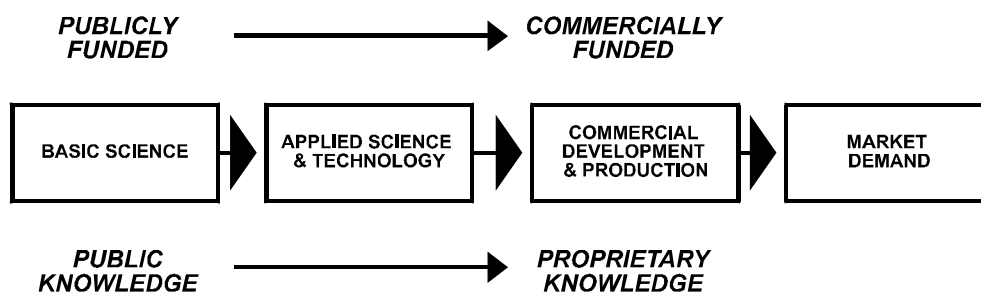 PUBLICLY
FUNDED
COMMERCIALLY
FUNDED
BASIC SCIENCE
APPLIED SCIENCE
& TECHNOLOGY
COMMERCIAL
DEVELOPMENT
& PRODUCTION
MARKET
DEMAND
PUBLIC
KNOWLEDGE
PROPRIETARY
KNOWLEDGE